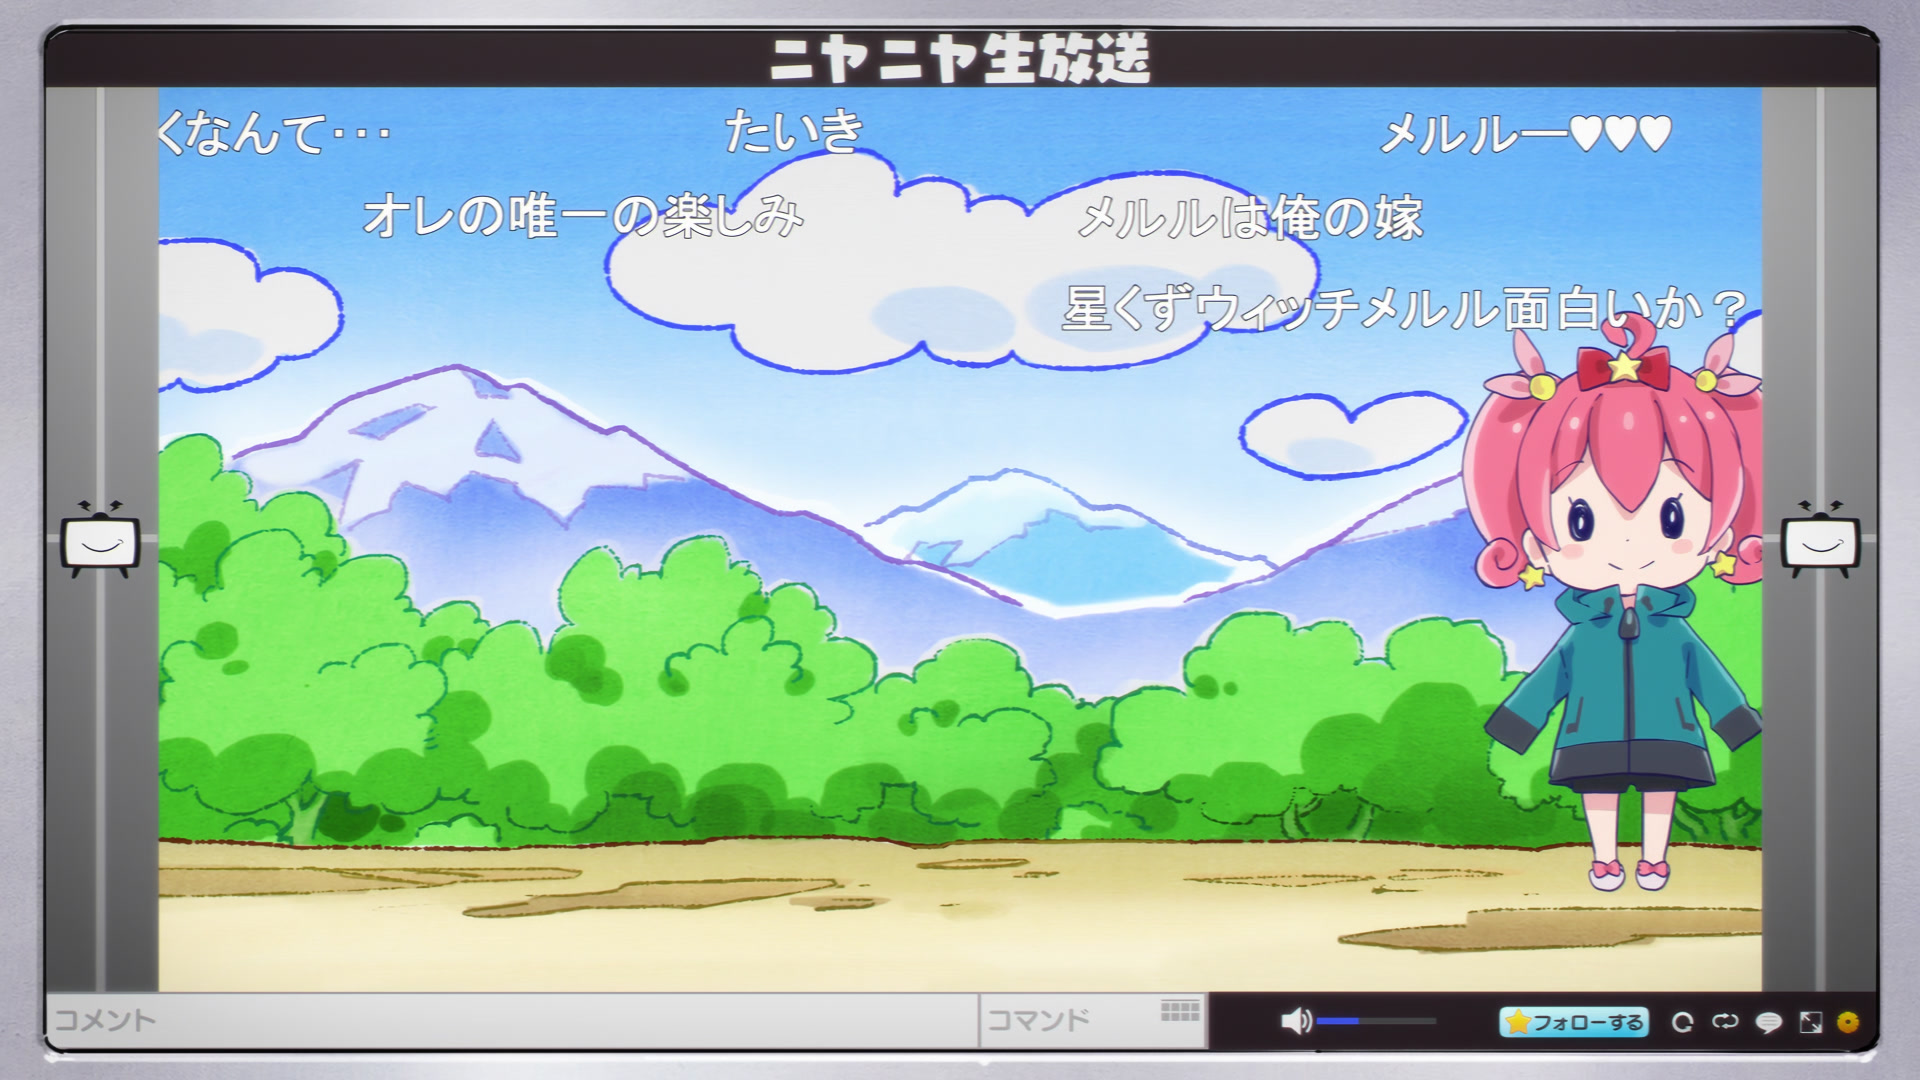 ニヤニヤ生放送
くなんて･･･
たいき
メルルー♥♥♥
オレの唯一の楽しみ
メルルは俺の嫁
星くずウィッチメルル面白いか？
コメント
コマンド
フォローする